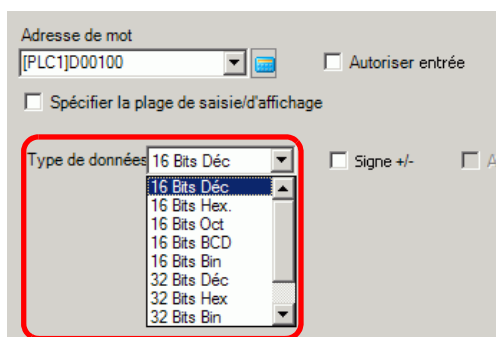 Adresse de mot
[PLC1]D00100
Autoriser entrée
Spécifier la plage de saisie/d'affichage
Type de données 16 Bits Déc Signe +/- A
16 Bits Déc
16 Bits Hex.
16 Bits Oct
16 Bits BCD
16 Bits Bin
32 Bits Déc
32 Bits Hex
32 Bits Bin